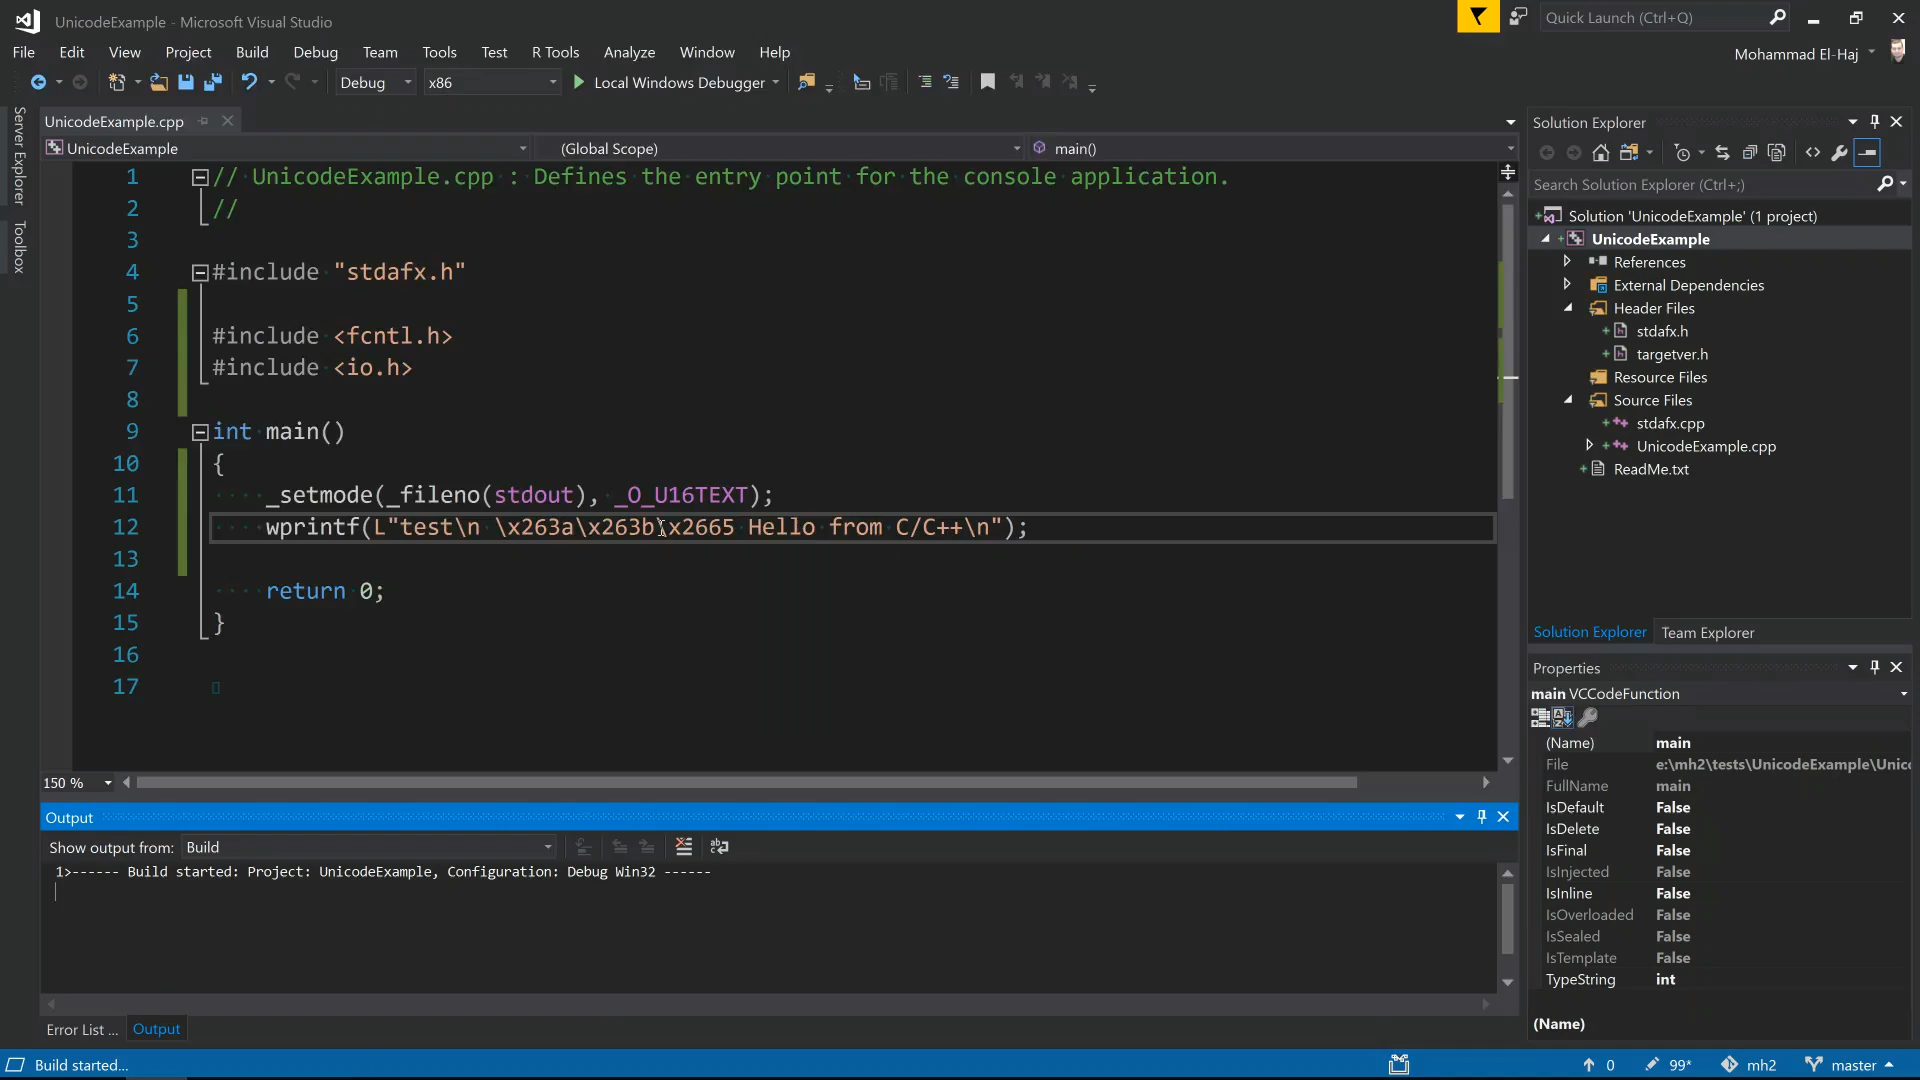 UnicodeExample - Microsoft Visual Studio
Quick Launch (Ctrl+Q)
File Edit View Project Build Debug Team Tools Test R Tools Analyze Window Help
Mohammad El-Haj
Debug x86 Local Windows Debugger
Server Explorer
Toolbox
UnicodeExample.cpp
UnicodeExample (Global Scope) main()
1 // UnicodeExample.cpp : Defines the entry point for the console application.
2 //
3
4 #include "stdafx.h"
5
6 #include <fcntl.h>
7 #include <io.h>
8
9 int main()
10 {
11 _setmode(_fileno(stdout), _O_U16TEXT);
12 wprintf(L"test\n \x263a\x263b\x2665 Hello from C/C++\n");
13
14 return 0;
15 }
16
17
150 %
Output
Show output from: Build
1>------ Build started: Project: UnicodeExample, Configuration: Debug Win32 ------
Error List ... Output
Solution Explorer
Search Solution Explorer (Ctrl+;)
Solution 'UnicodeExample' (1 project)
UnicodeExample
References
External Dependencies
Header Files
stdafx.h
targetver.h
Resource Files
Source Files
stdafx.cpp
UnicodeExample.cpp
ReadMe.txt
Solution Explorer Team Explorer
Properties
main VCCodeFunction
(Name) main
File e:\mh2\tests\UnicodeExample\Unico
FullName main
IsDefault False
IsDelete False
IsFinal False
IsInjected False
IsInline False
IsOverloaded False
IsSealed False
IsTemplate False
TypeString int
(Name)
Build started... 0 99* mh2 master